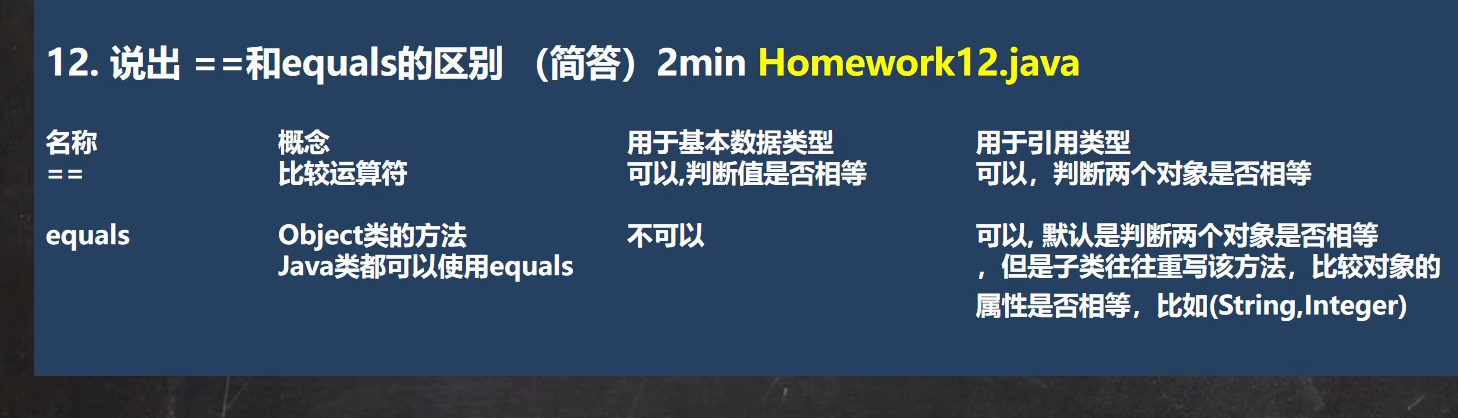 12. 说出 ==和equals的区别 （简答）2min Homework12.java
名称 概念 用于基本数据类型 用于引用类型
== 比较运算符 可以,判断值是否相等 可以，判断两个对象是否相等
equals Object类的方法 不可以 可以, 默认是判断两个对象是否相等
Java类都可以使用equals ，但是子类往往重写该方法，比较对象的
属性是否相等，比如(String,Integer)